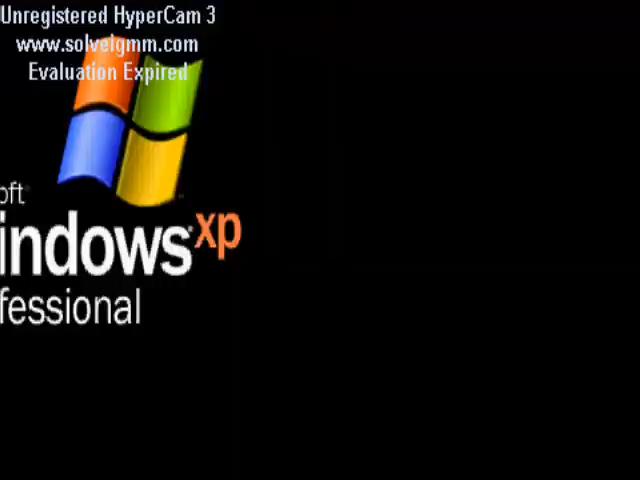 Unregistered HyperCam 3
www.solveigmm.com
Evaluation Expired
oft
indows xp
fessional